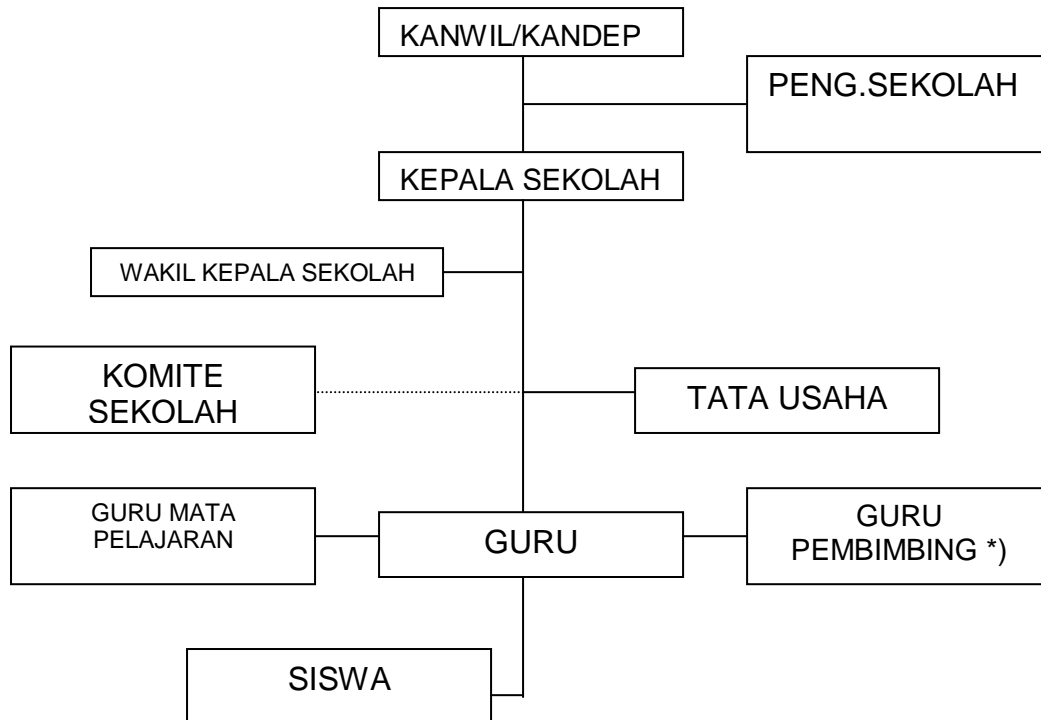 KANWIL/KANDEP
PENG.SEKOLAH
KEPALA SEKOLAH
WAKIL KEPALA SEKOLAH
KOMITE
SEKOLAH
TATA USAHA
GURU MATA
PELAJARAN
GURU
GURU
PEMBIMBING *)
SISWA